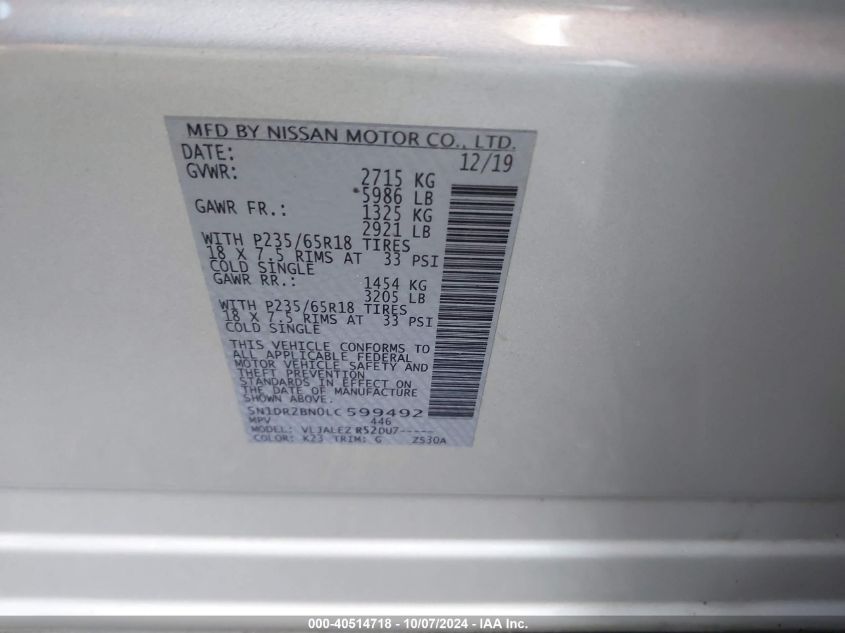 MFD BY NISSAN MOTOR CO., LTD.
DATE: 12/19
GVWR: 2715 KG
5986 LB
GAWR FR.: 1325 KG
2921 LB
WITH P235/65R18 TIRES
18 X 7.5 RIMS AT 33 PSI
COLD SINGLE
GAWR RR.: 1454 KG
3205 LB
WITH P235/65R18 TIRES
18 X 7.5 RIMS AT 33 PSI
COLD SINGLE
THIS VEHICLE CONFORMS TO
ALL APPLICABLE FEDERAL
MOTOR VEHICLE SAFETY AND
THEFT PREVENTION
STANDARDS IN EFFECT ON
THE DATE OF MANUFACTURE
SHOWN ABOVE.
5N1DR2BN0LC599492
MPV 446
MODEL: VLJALEZ R52DU7-----
COLOR: K23 TRIM: G Z530A
000-40514718 - 10/07/2024 - IAA Inc.